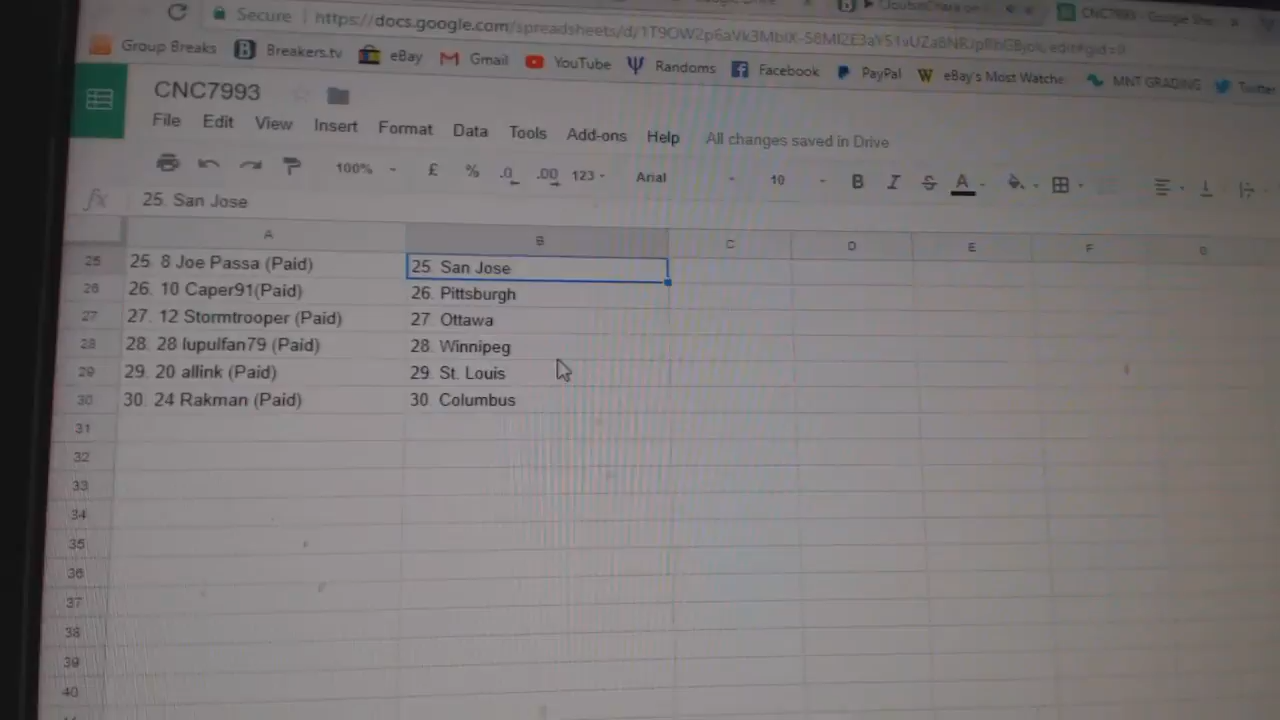 Secure https://docs.google.com/spreadsheets/d/
Group Breaks Breakers.tv eBay Gmail YouTube Randoms Facebook PayPal eBay's Most Watche MNT GRADING Twitter
CNC7993
File Edit View Insert Format Data Tools Add-ons Help All changes saved in Drive
100% £ % .0 .00 123 Arial 10 B I S A
fx 25. San Jose
A B C D E F G
25 25. 8 Joe Passa (Paid) 25. San Jose
26 26. 10 Caper91(Paid) 26. Pittsburgh
27 27. 12 Stormtrooper (Paid) 27. Ottawa
28 28. 28 lupulfan79 (Paid) 28. Winnipeg
29 29. 20 allink (Paid) 29. St. Louis
30 30. 24 Rakman (Paid) 30. Columbus
31
32
33
34
35
36
37
38
39
40